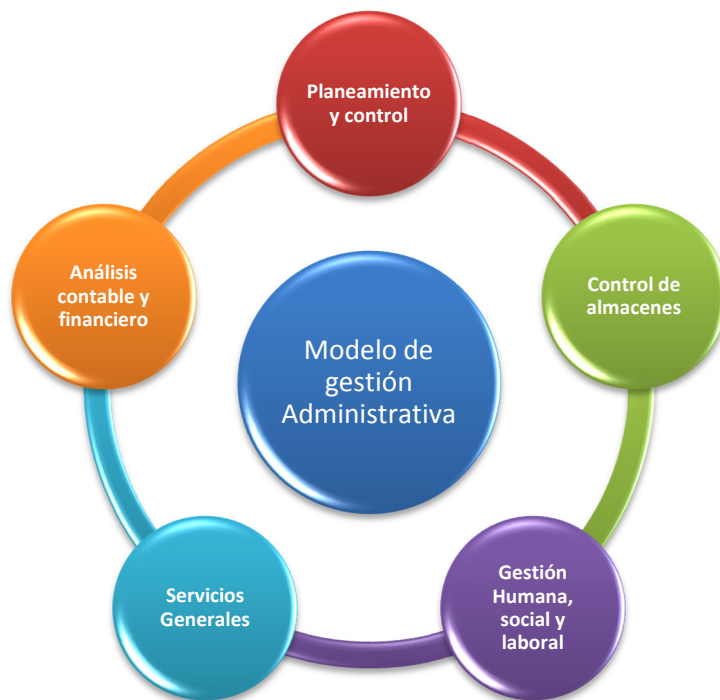 Planeamiento
y control
Control de
almacenes
Gestión
Humana,
social y
laboral
Servicios
Generales
Análisis
contable y
financiero
Modelo de
gestión
Administrativa